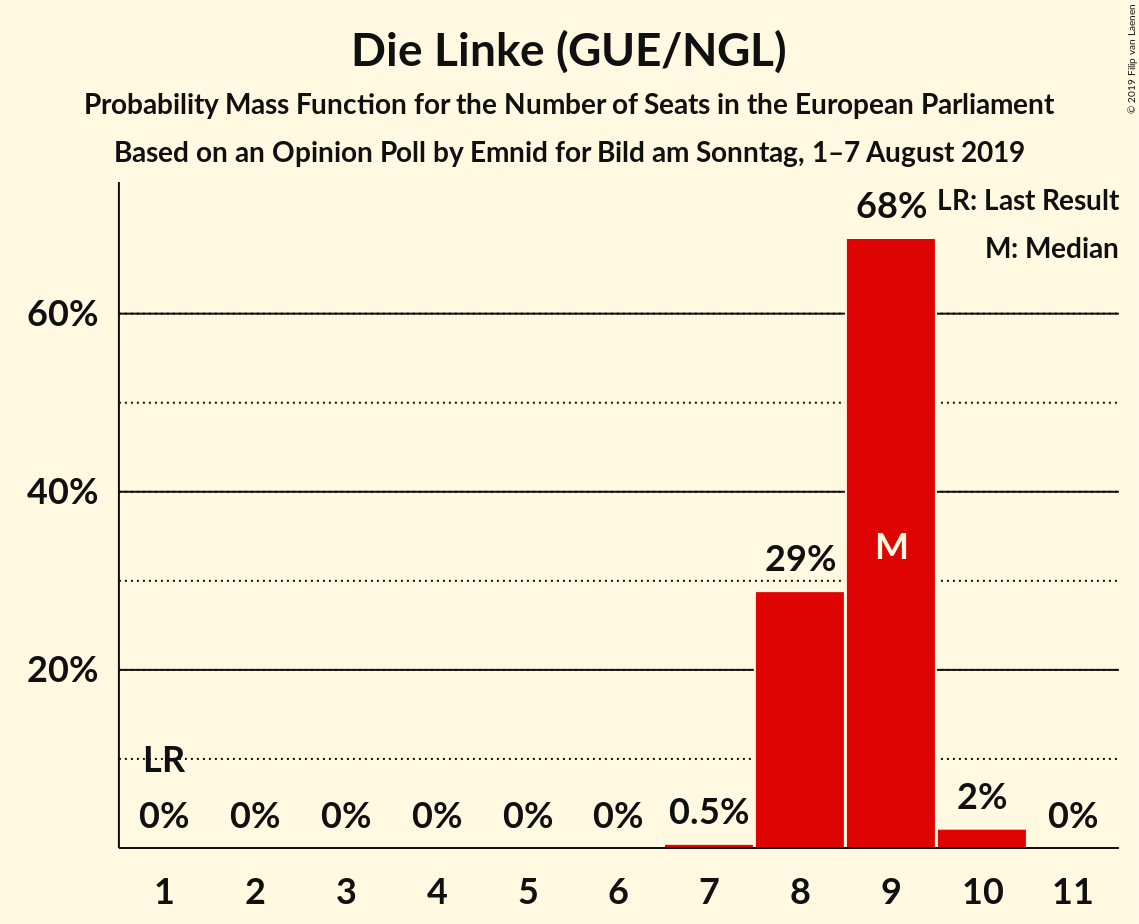 Die Linke (GUE/NGL)
Probability Mass Function for the Number of Seats in the European Parliament
Based on an Opinion Poll by Emnid for Bild am Sonntag, 1–7 August 2019
© 2019 Filip van Laenen
LR: Last Result
M: Median
60%
40%
20%
LR
0%
0%
0%
0%
0%
0%
0.5%
29%
68%
M
2%
0%
1 2 3 4 5 6 7 8 9 10 11